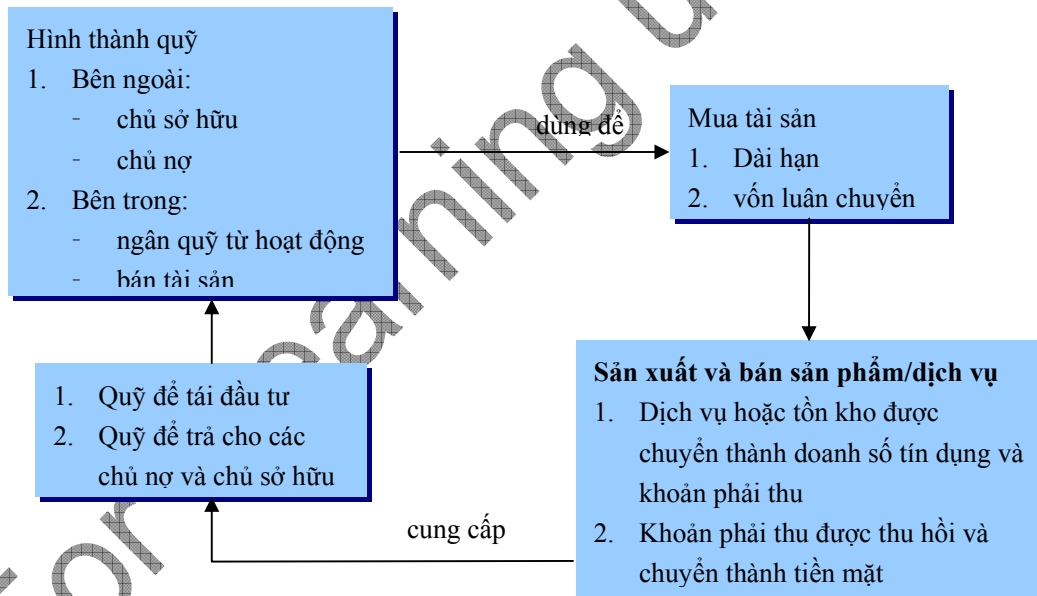 Hình thành quỹ
1. Bên ngoài:
- chủ sở hữu
- chủ nợ
2. Bên trong:
- ngân quỹ từ hoạt động
- bán tài sản
dùng để
Mua tài sản
1. Dài hạn
2. vốn luân chuyển
Sản xuất và bán sản phẩm/dịch vụ
1. Dịch vụ hoặc tồn kho được
chuyển thành doanh số tín dụng và
khoản phải thu
2. Khoản phải thu được thu hồi và
chuyển thành tiền mặt
cung cấp
1. Quỹ để tái đầu tư
2. Quỹ để trả cho các
chủ nợ và chủ sở hữu